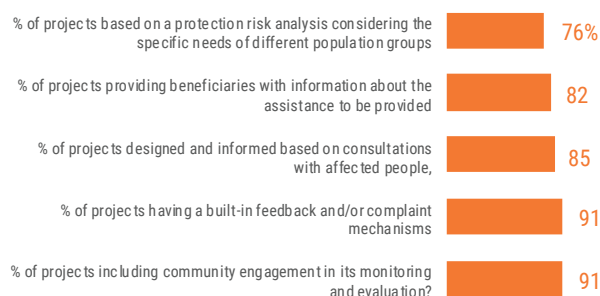 % of projects based on a protection risk analysis considering the
specific needs of different population groups
76%
% of projects providing beneficiaries with information about the
assistance to be provided
82
% of projects designed and informed based on consultations
with affected people,
85
% of projects having a built-in feedback and/or complaint
mechanisms
91
% of projects including community engagement in its monitoring
and evaluation?
91